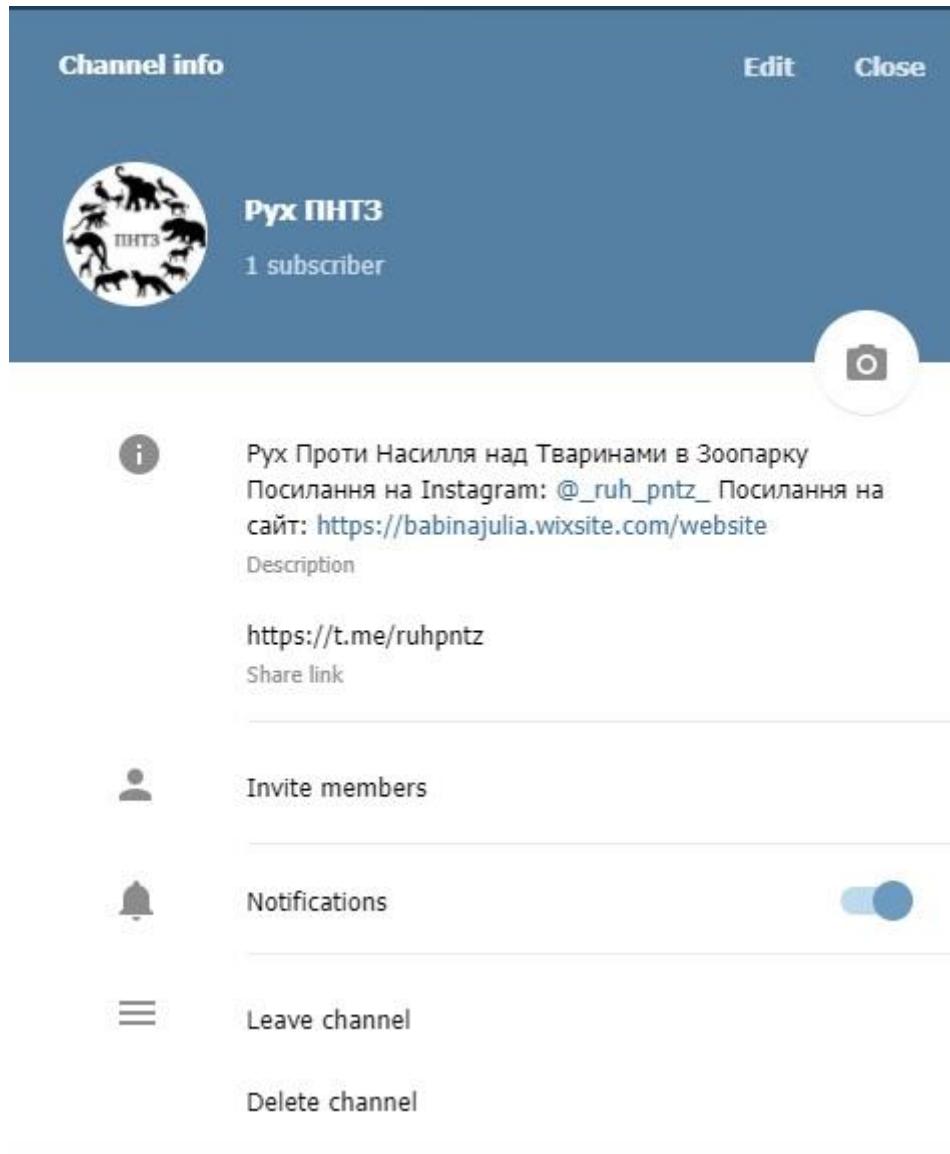 Channel info
Edit
Close
ПНТЗ
Рух ПНТЗ
1 subscriber
Рух Проти Насилля над Тваринами в Зоопарку
Посилання на Instagram: @_ruh_pntz_ Посилання на
сайт: https://babinajulia.wixsite.com/website
Description
https://t.me/ruhpntz
Share link
Invite members
Notifications
Leave channel
Delete channel